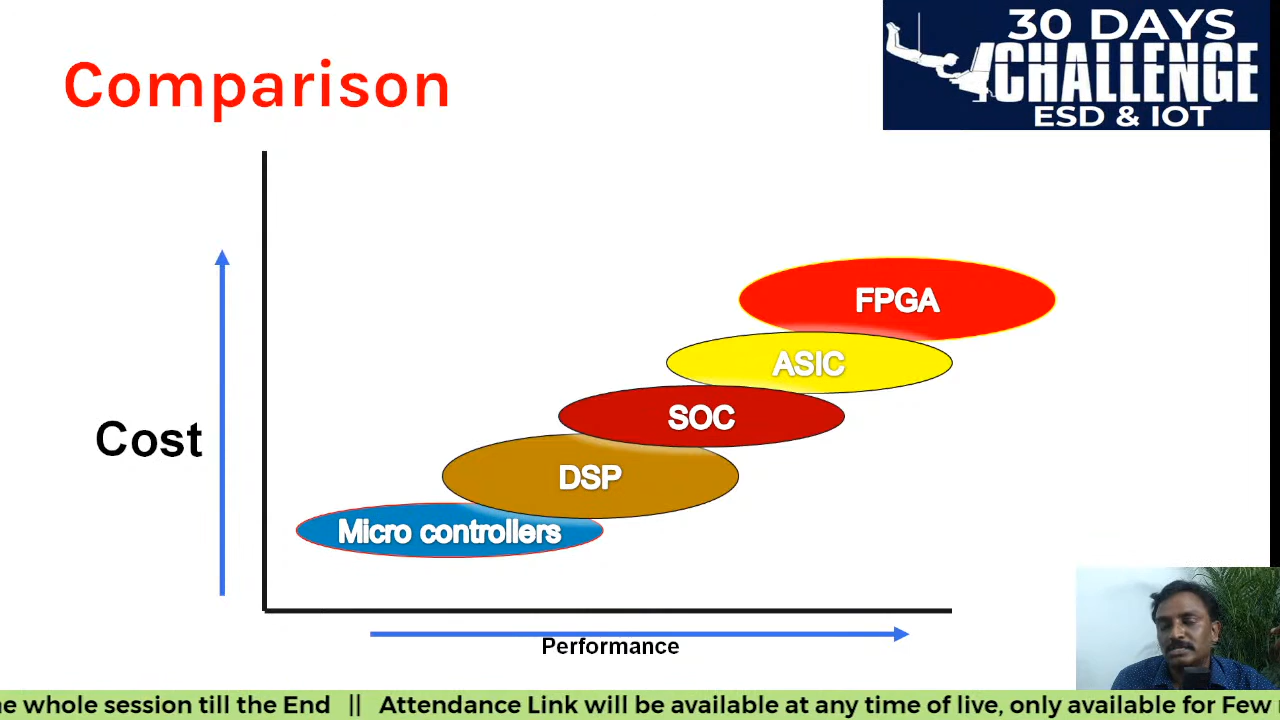 Comparison
30 DAYS
CHALLENGE
ESD & IOT
FPGA
ASIC
SOC
Cost
DSP
Micro controllers
Performance
e whole session till the End || Attendance Link will be available at any time of live, only available for Few